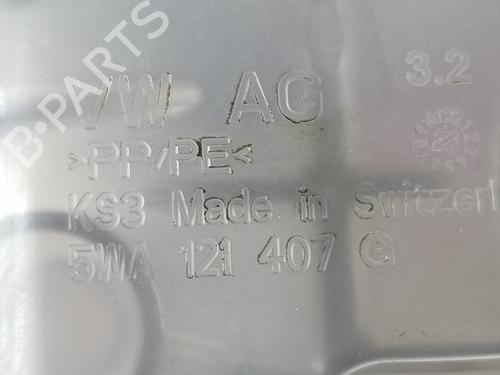 B-PARTS
VW AG 3.2
>PP/PE<
KS3 Made in Switzerl
5WA 121 407 G